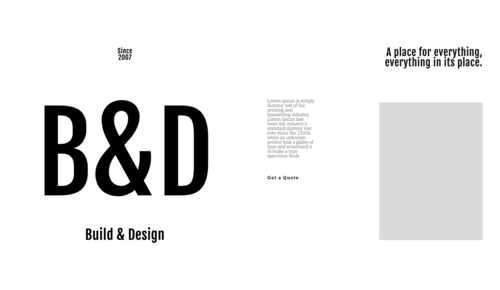 Since
2007
B&D
Build & Design
Lorem Ipsum is simply
dummy text of the
printing and
typesetting industry.
Lorem Ipsum has
been the industry's
standard dummy text
ever since the 1500s,
when an unknown
printer took a galley of
type and scrambled it
to make a type
specimen book.
Get a Quote
A place for everything,
everything in its place.